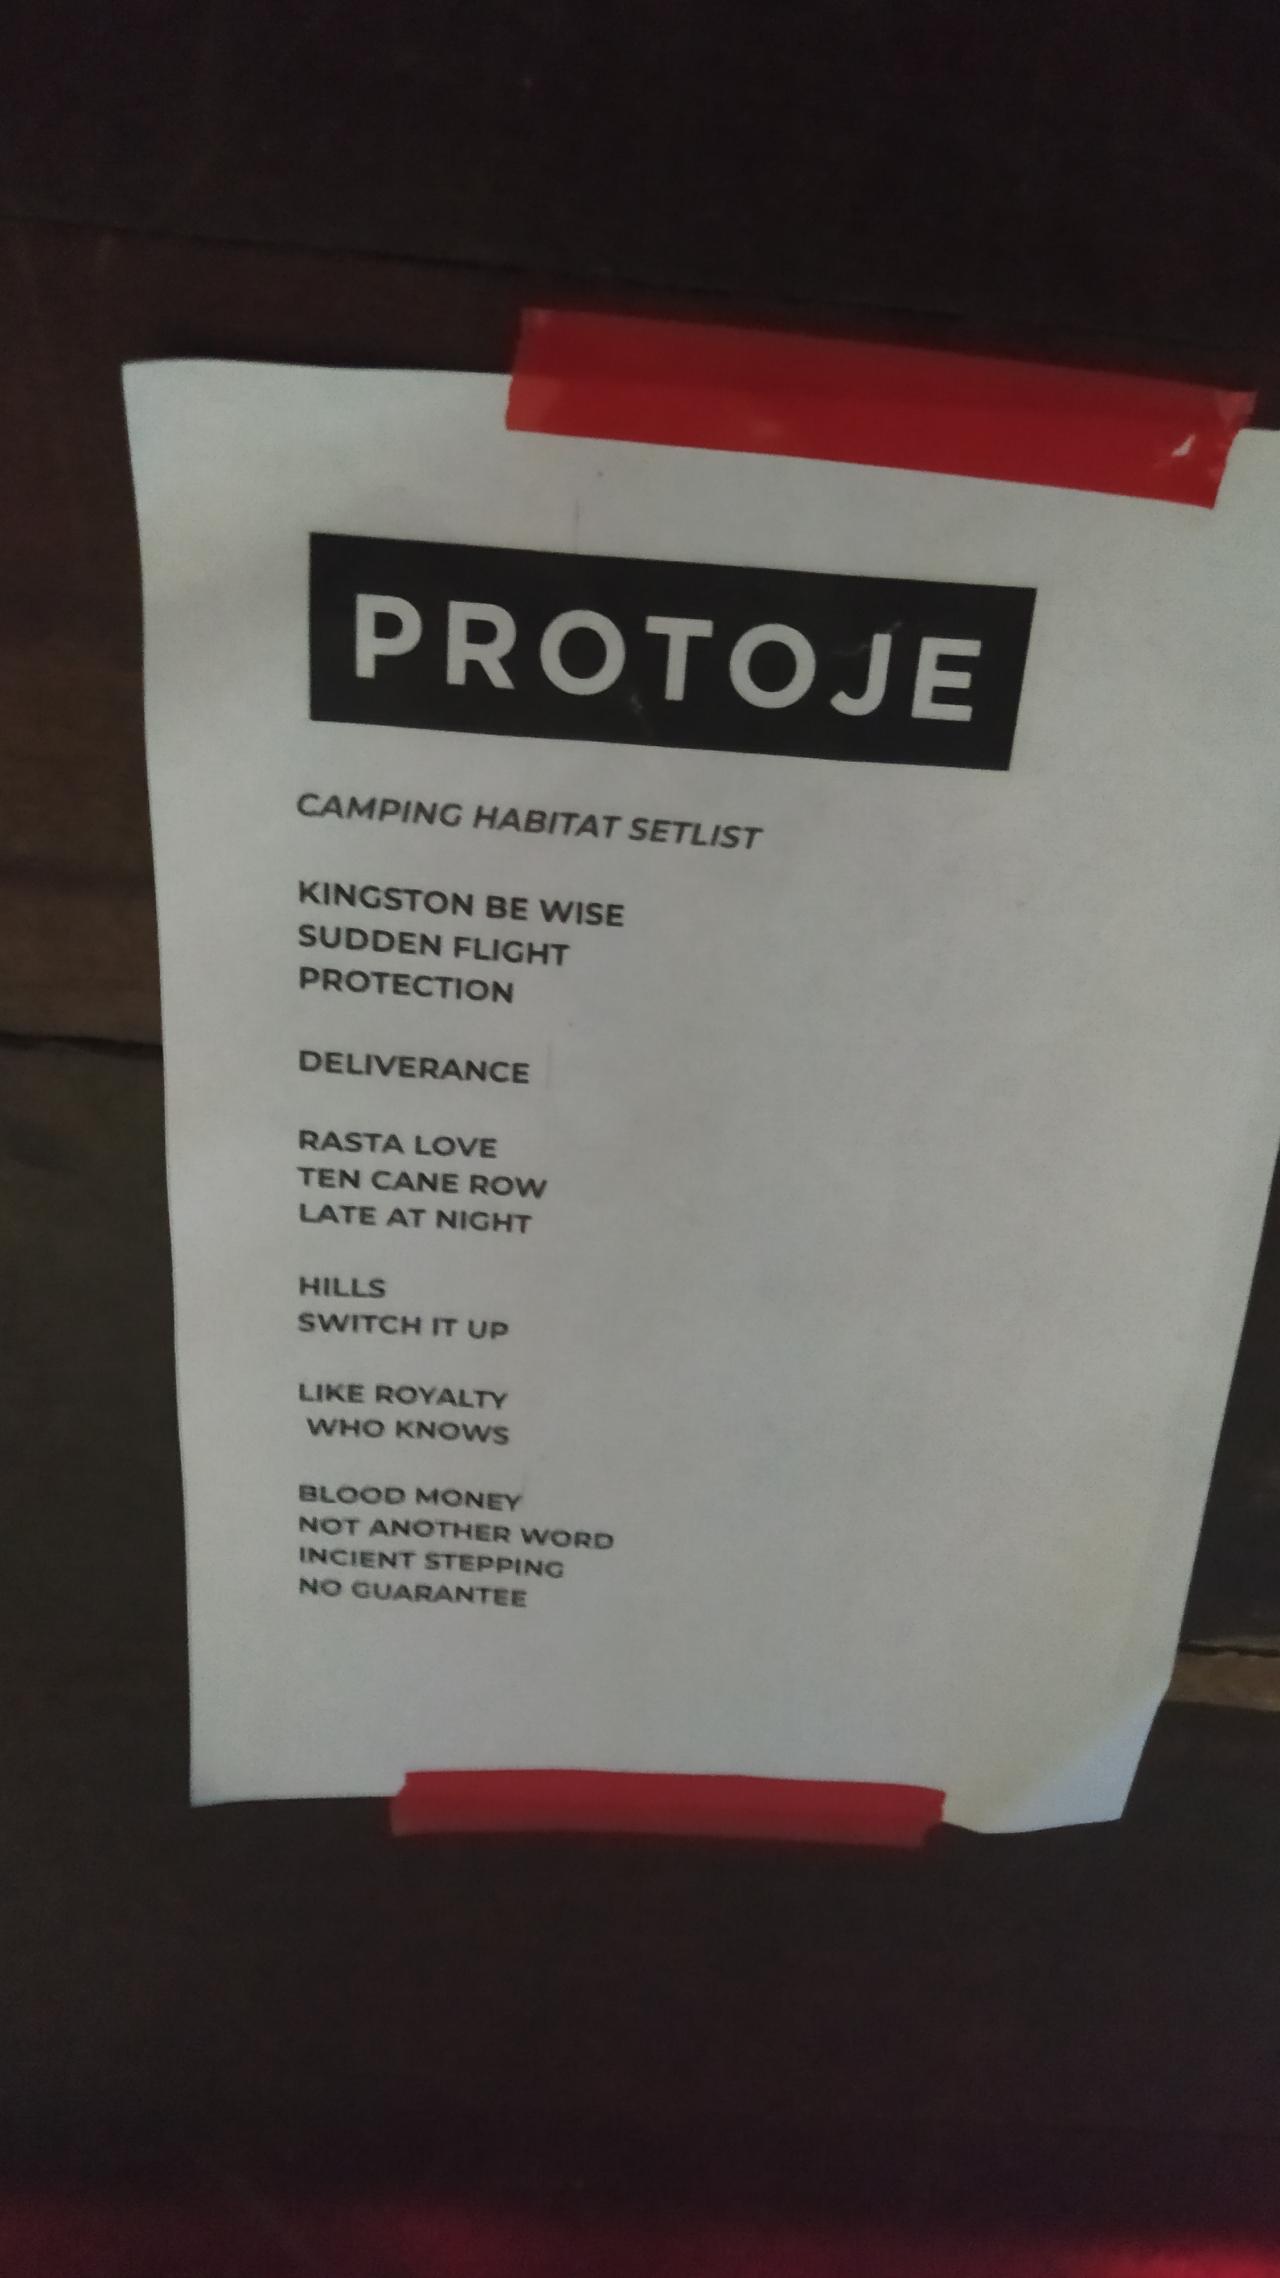 PROTOJE
CAMPING HABITAT SETLIST
KINGSTON BE WISE
SUDDEN FLIGHT
PROTECTION
DELIVERANCE
RASTA LOVE
TEN CANE ROW
LATE AT NIGHT
HILLS
SWITCH IT UP
LIKE ROYALTY
WHO KNOWS
BLOOD MONEY
NOT ANOTHER WORD
INCIENT STEPPING
NO GUARANTEE